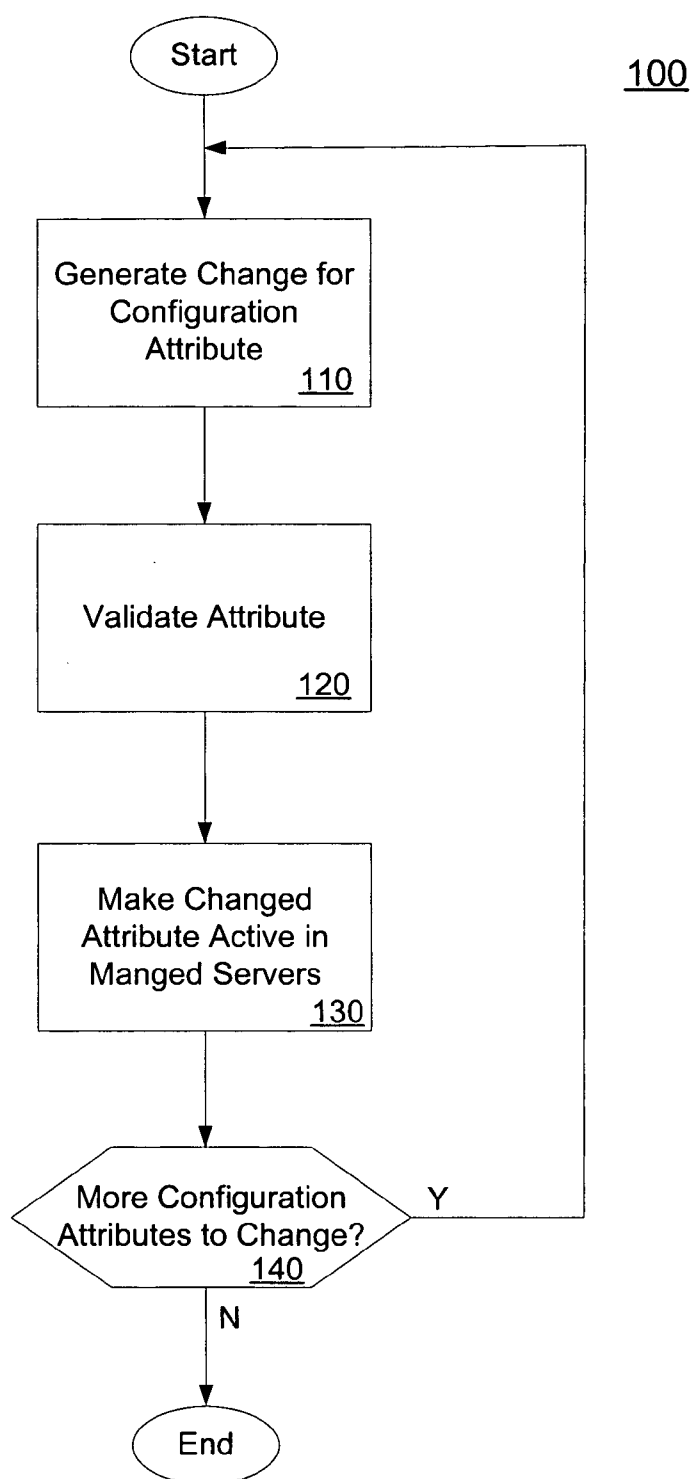 Start
100
Generate Change for
Configuration
Attribute
110
Validate Attribute
120
Make Changed
Attribute Active in
Manged Servers
130
More Configuration
Attributes to Change?
140
Y
N
End